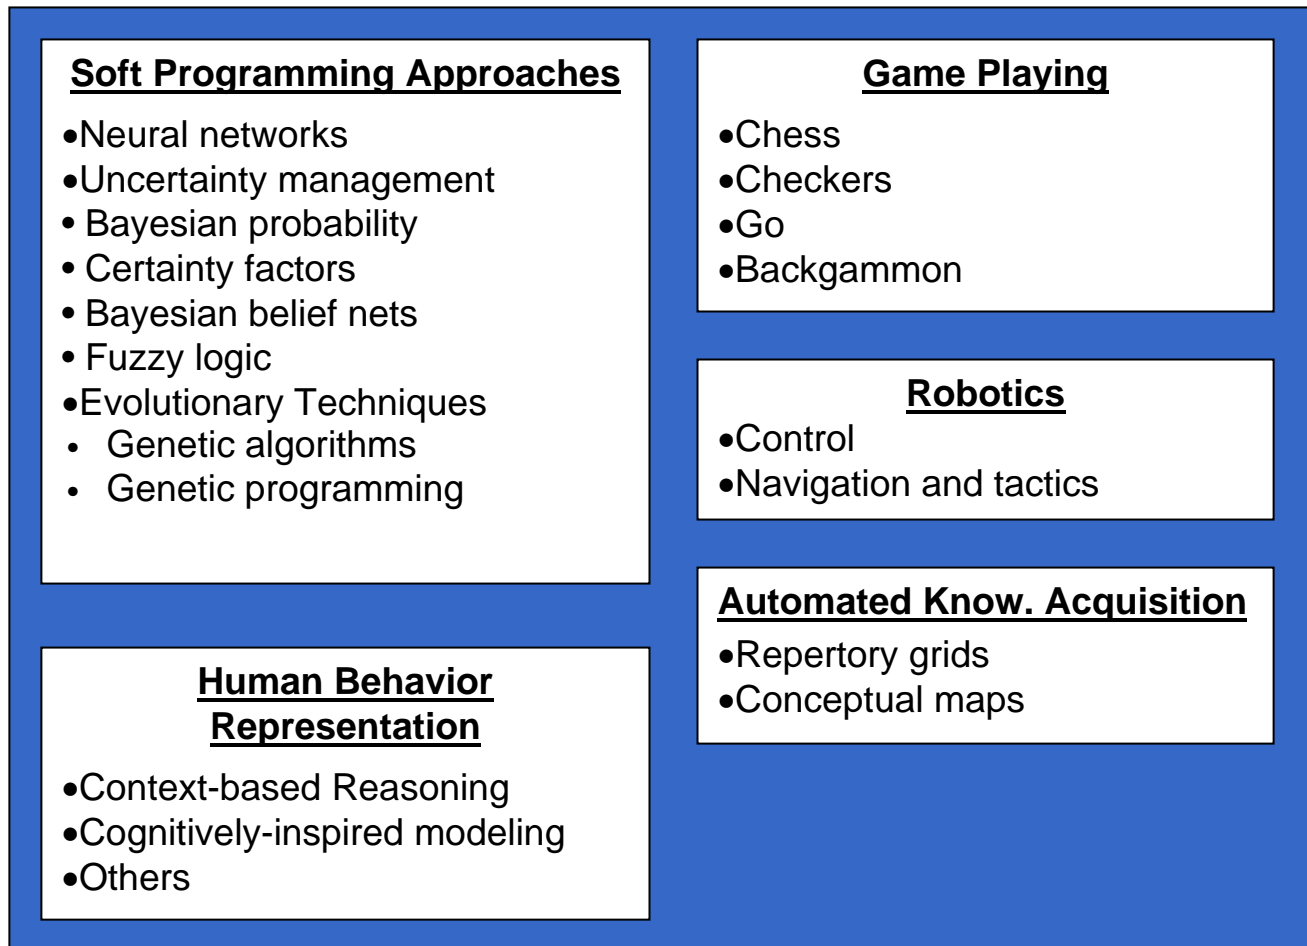 Soft Programming Approaches
•Neural networks
•Uncertainty management
• Bayesian probability
• Certainty factors
• Bayesian belief nets
• Fuzzy logic
•Evolutionary Techniques
• Genetic algorithms
• Genetic programming
Human Behavior
Representation
•Context-based Reasoning
•Cognitively-inspired modeling
•Others
Game Playing
•Chess
•Checkers
•Go
•Backgammon
Robotics
•Control
•Navigation and tactics
Automated Know. Acquisition
•Repertory grids
•Conceptual maps